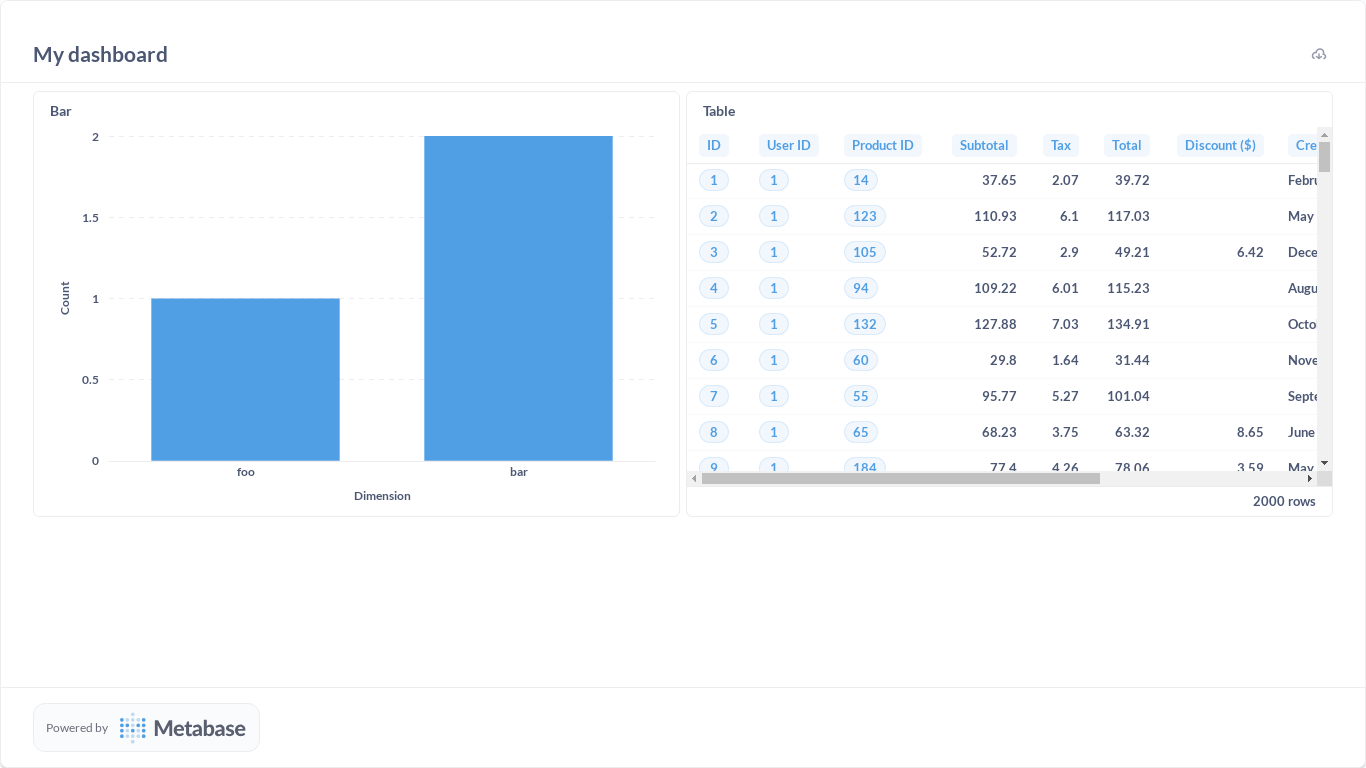 My dashboard
Bar
2
1.5
1
0.5
0
Count
foo bar
Dimension
Table
ID User ID Product ID Subtotal Tax Total Discount ($) Cre
1 1 14 37.65 2.07 39.72 Febru
2 1 123 110.93 6.1 117.03 May
3 1 105 52.72 2.9 49.21 6.42 Dece
4 1 94 109.22 6.01 115.23 Augu
5 1 132 127.88 7.03 134.91 Octo
6 1 60 29.8 1.64 31.44 Nove
7 1 55 95.77 5.27 101.04 Septe
8 1 65 68.23 3.75 63.32 8.65 June
9 1 184 77.4 4.26 78.06 3.59 May
2000 rows
Powered by Metabase